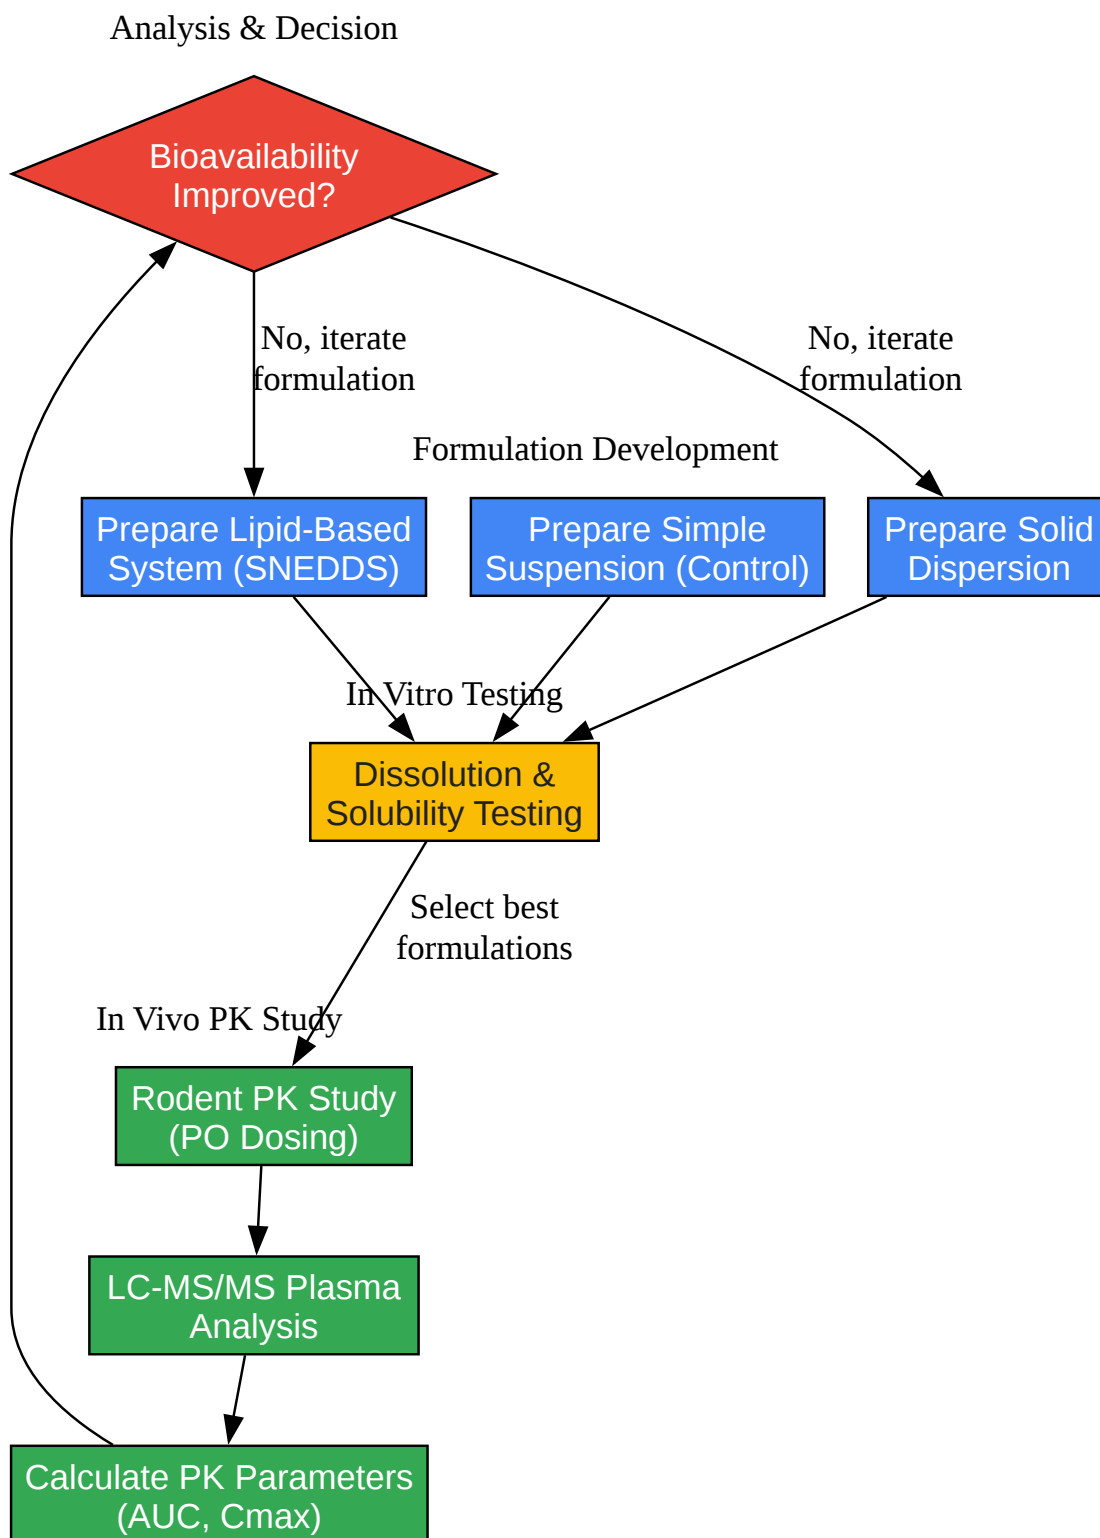 Analysis & Decision
Bioavailability
Improved?
No, iterate
formulation
No, iterate
formulation
Formulation Development
Prepare Lipid-Based
System (SNEDDS)
Prepare Simple
Suspension (Control)
Prepare Solid
Dispersion
In Vitro Testing
Dissolution &
Solubility Testing
Select best
formulations
In Vivo PK Study
Rodent PK Study
(PO Dosing)
LC-MS/MS Plasma
Analysis
Calculate PK Parameters
(AUC, Cmax)